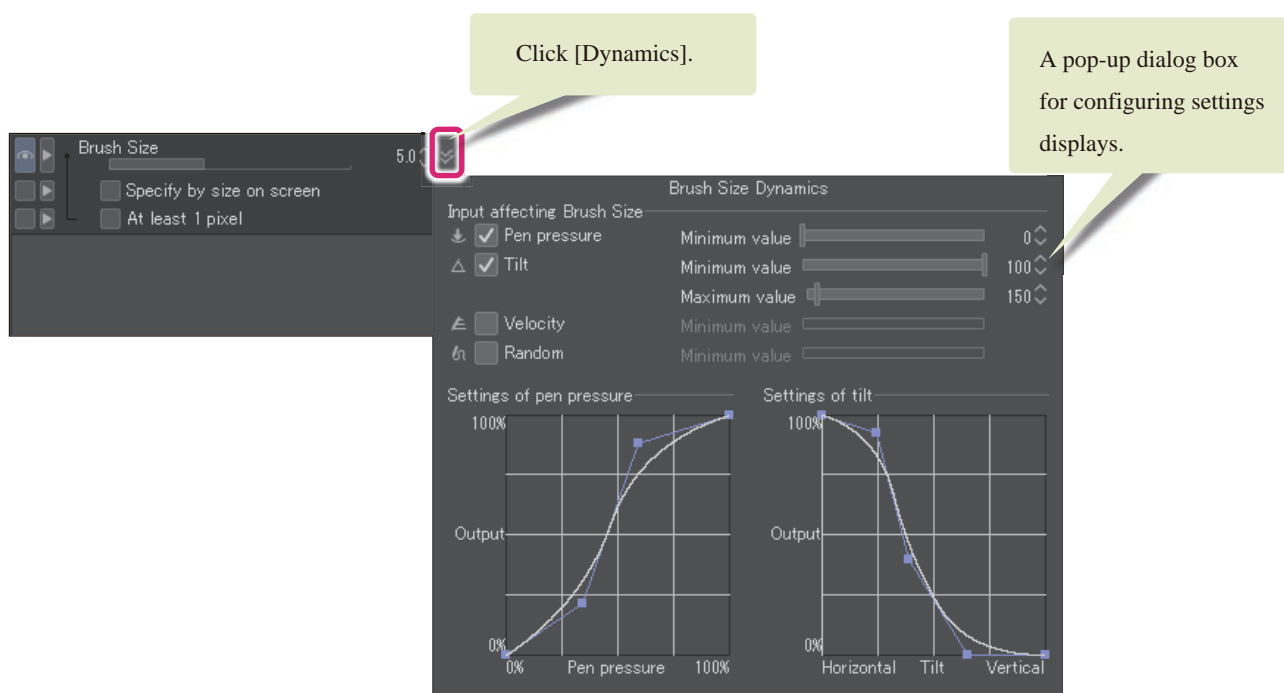 Click [Dynamics].
A pop-up dialog box
for configuring settings
displays.
Brush Size
5.0
Specify by size on screen
At least 1 pixel
Brush Size Dynamics
Input affecting Brush Size
Pen pressure Minimum value 0
Tilt Minimum value 100
Maximum value 150
Velocity Minimum value
Random Minimum value
Settings of pen pressure
100%
Output
0%
0% Pen pressure 100%
Settings of tilt
100%
Output
0%
Horizontal Tilt Vertical